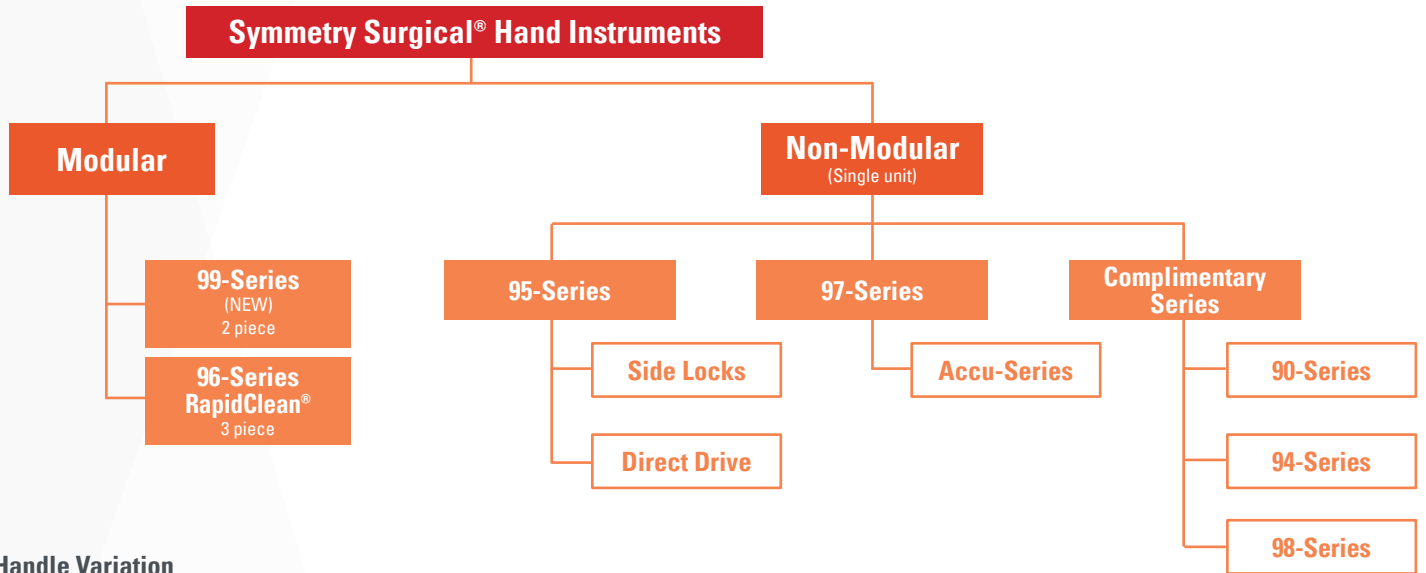 Symmetry Surgical® Hand Instruments
Modular
Non-Modular
(Single unit)
99-Series
(NEW)
2 piece
96-Series
RapidClean®
3 piece
95-Series
Side Locks
Direct Drive
97-Series
Accu-Series
Complimentary
Series
90-Series
94-Series
98-Series
Handle Variation